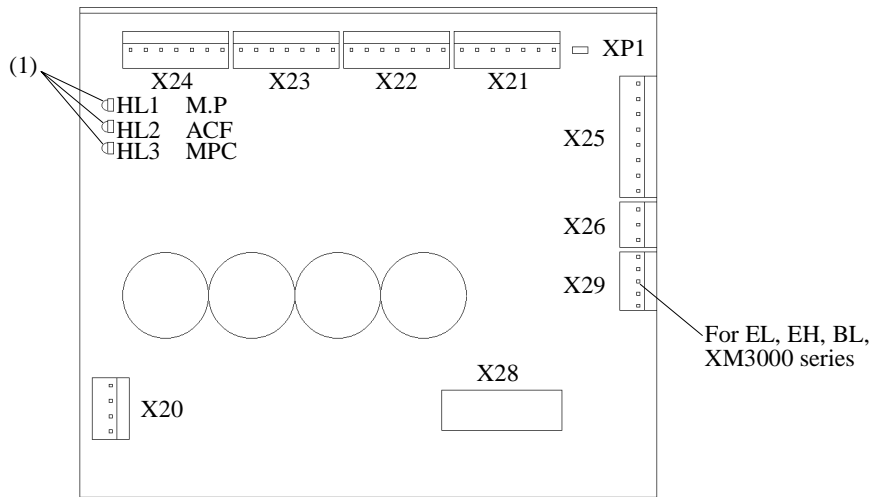 XP1
X24
X23
X22
X21
(1)
HL1 M.P
HL2 ACF
HL3 MPC
X25
X26
X29
For EL, EH, BL,
XM3000 series
X28
X20